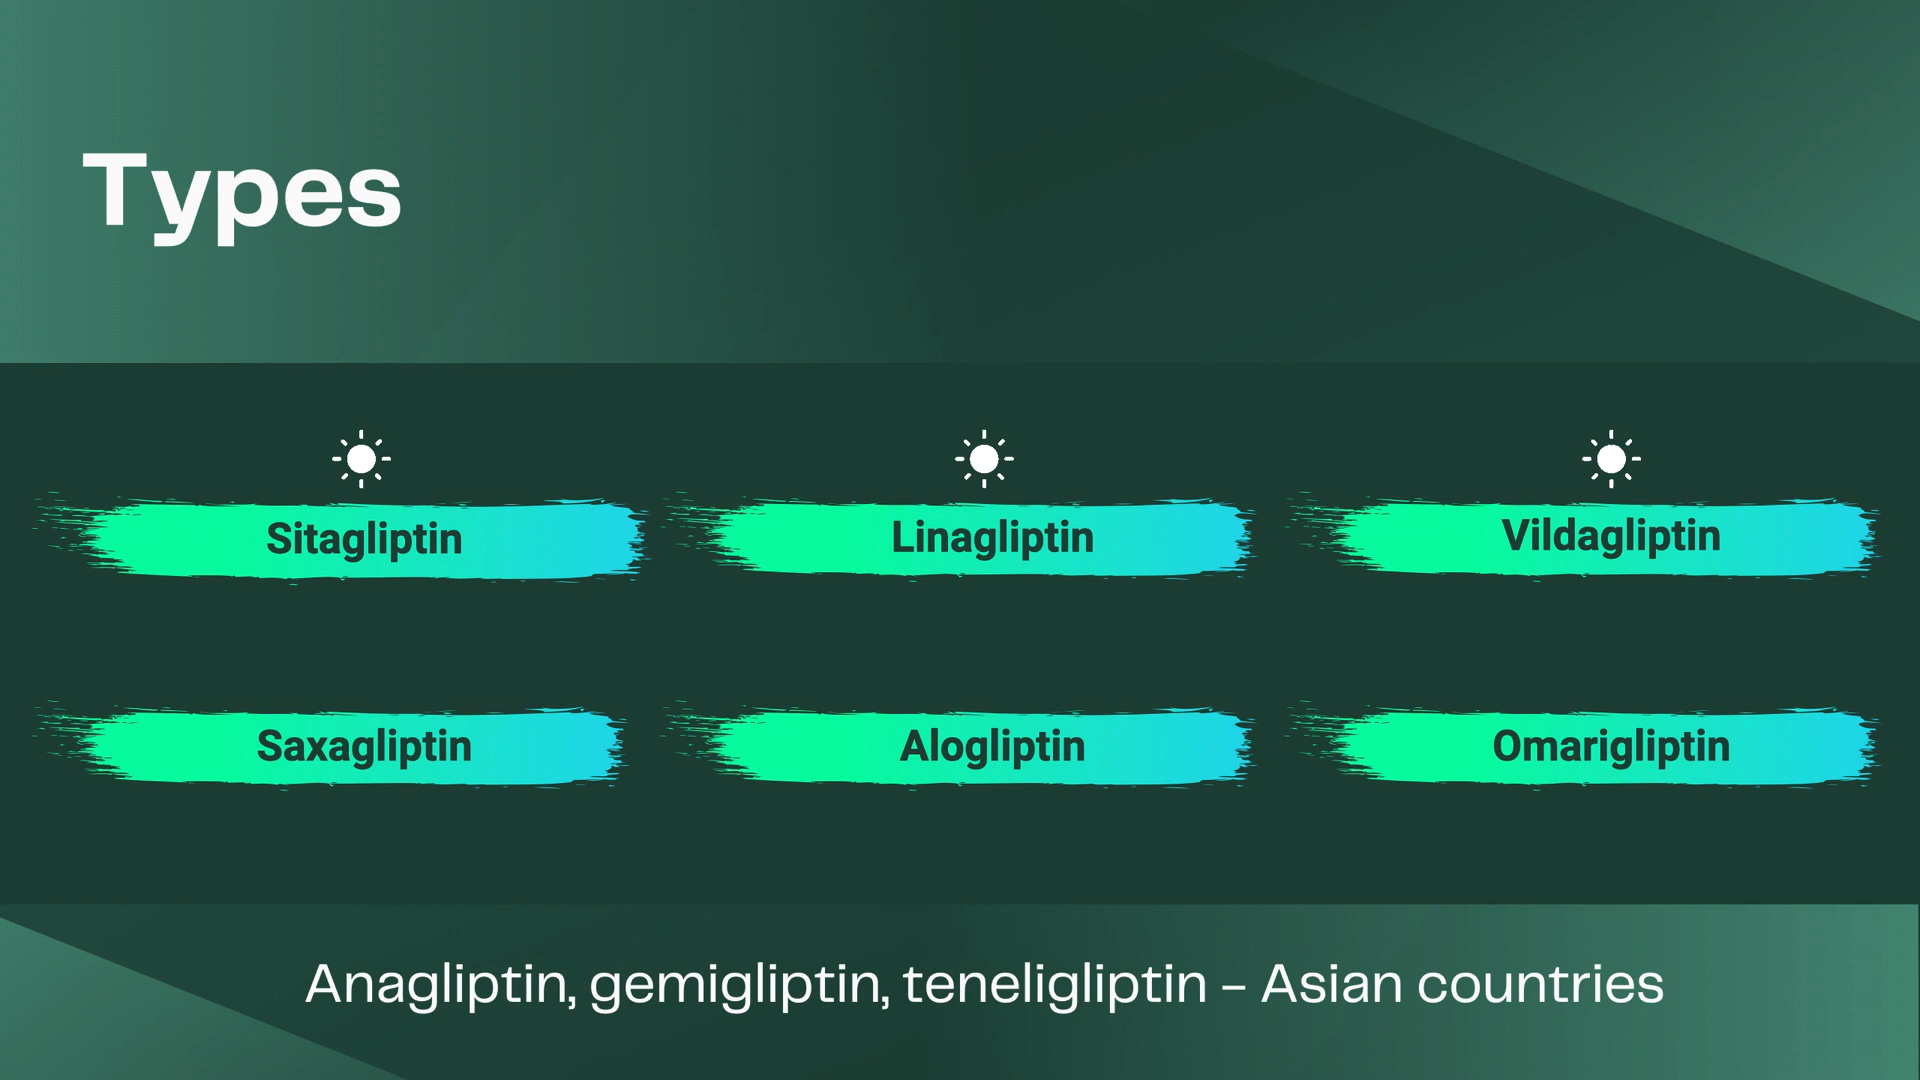 Types
Sitagliptin
Linagliptin
Vildagliptin
Saxagliptin
Alogliptin
Omarigliptin
Anagliptin, gemigliptin, teneligliptin – Asian countries